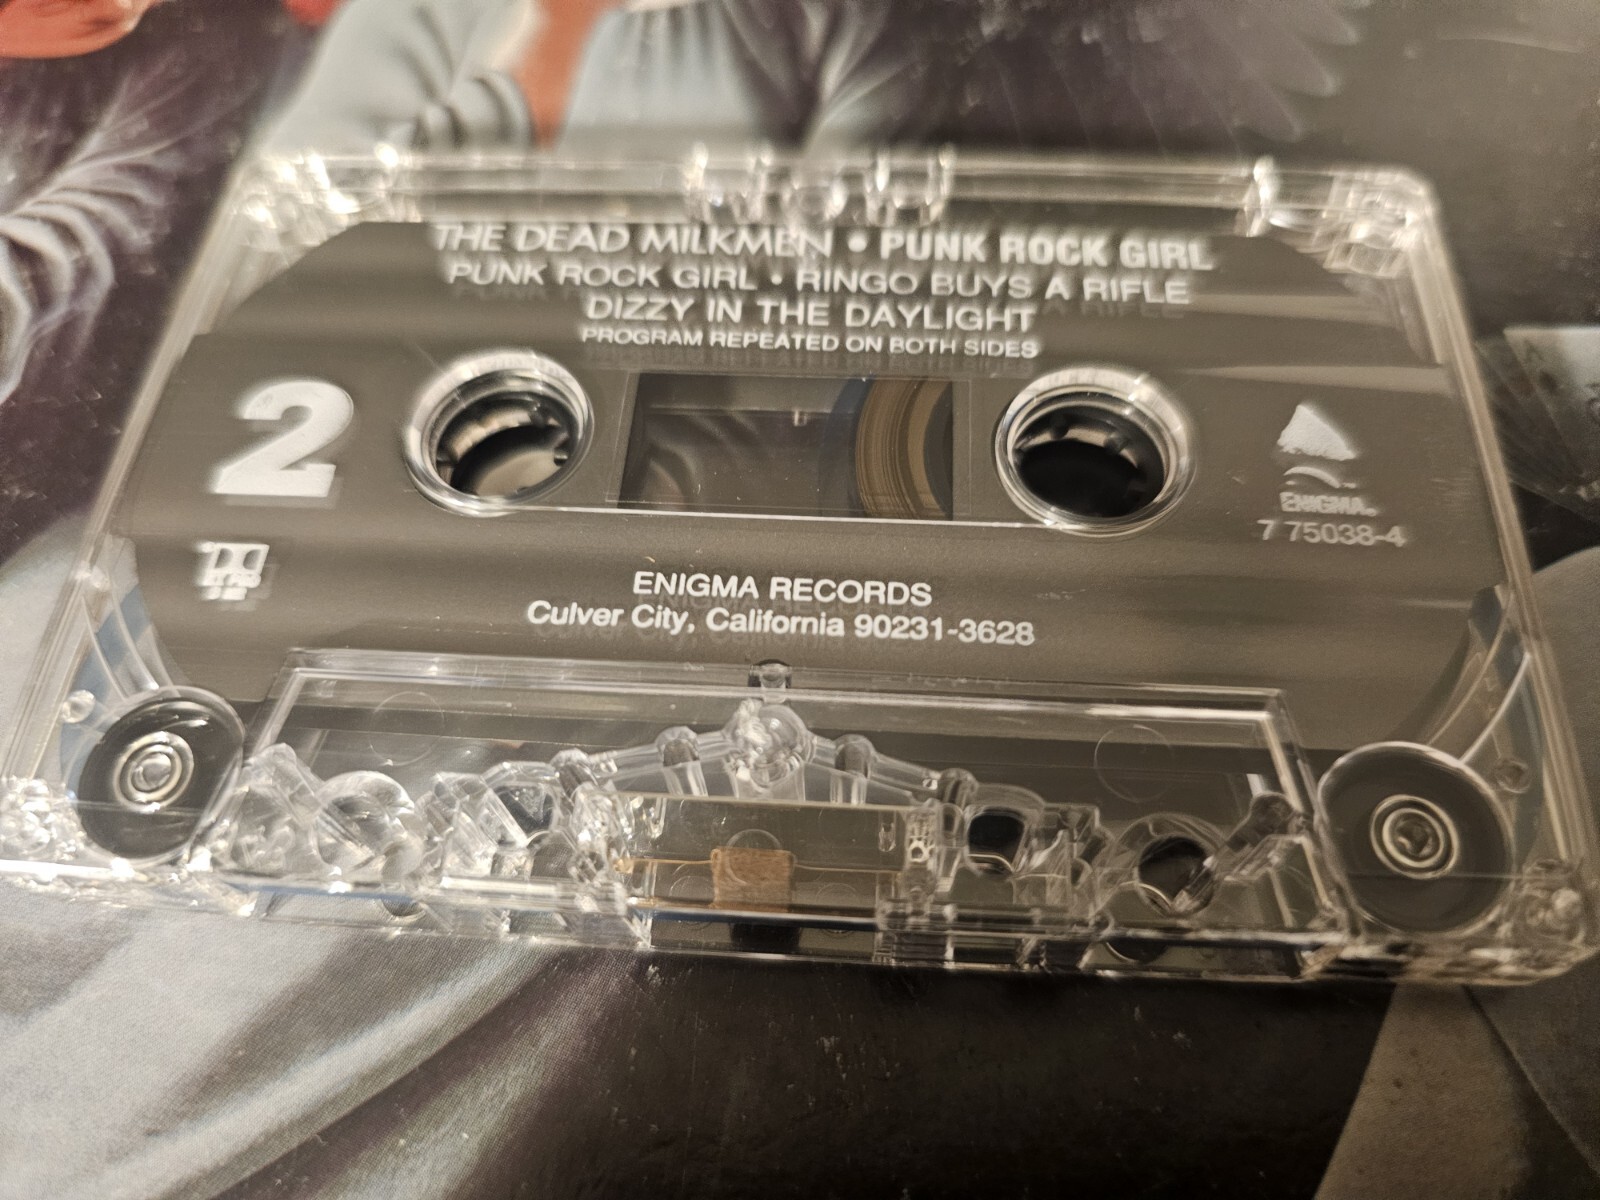 THE DEAD MILKMEN • PUNK ROCK GIRL
PUNK ROCK GIRL • RINGO BUYS A RIFLE
DIZZY IN THE DAYLIGHT
PROGRAM REPEATED ON BOTH SIDES
2
ENIGMA.
7 75038-4
ENIGMA RECORDS
Culver City, California 90231-3628